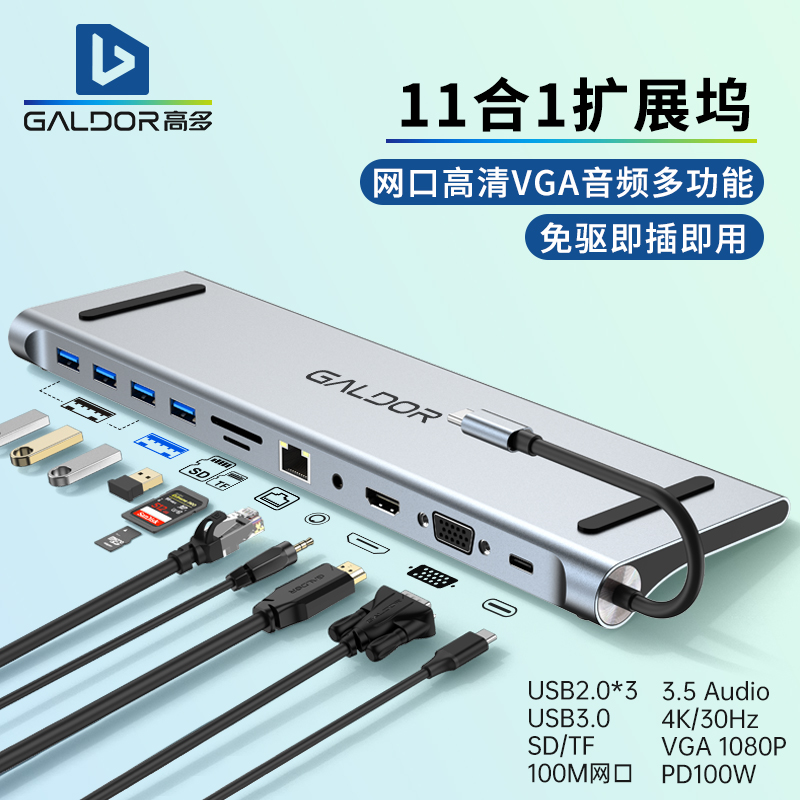 GALDOR高多
11合1扩展坞
网口高清VGA音频多功能
免驱即插即用
GALDOR
SD
TF
SanDisk
GALDOR
USB2.0*3 3.5 Audio
USB3.0 4K/30Hz
SD/TF VGA 1080P
100M网口 PD100W